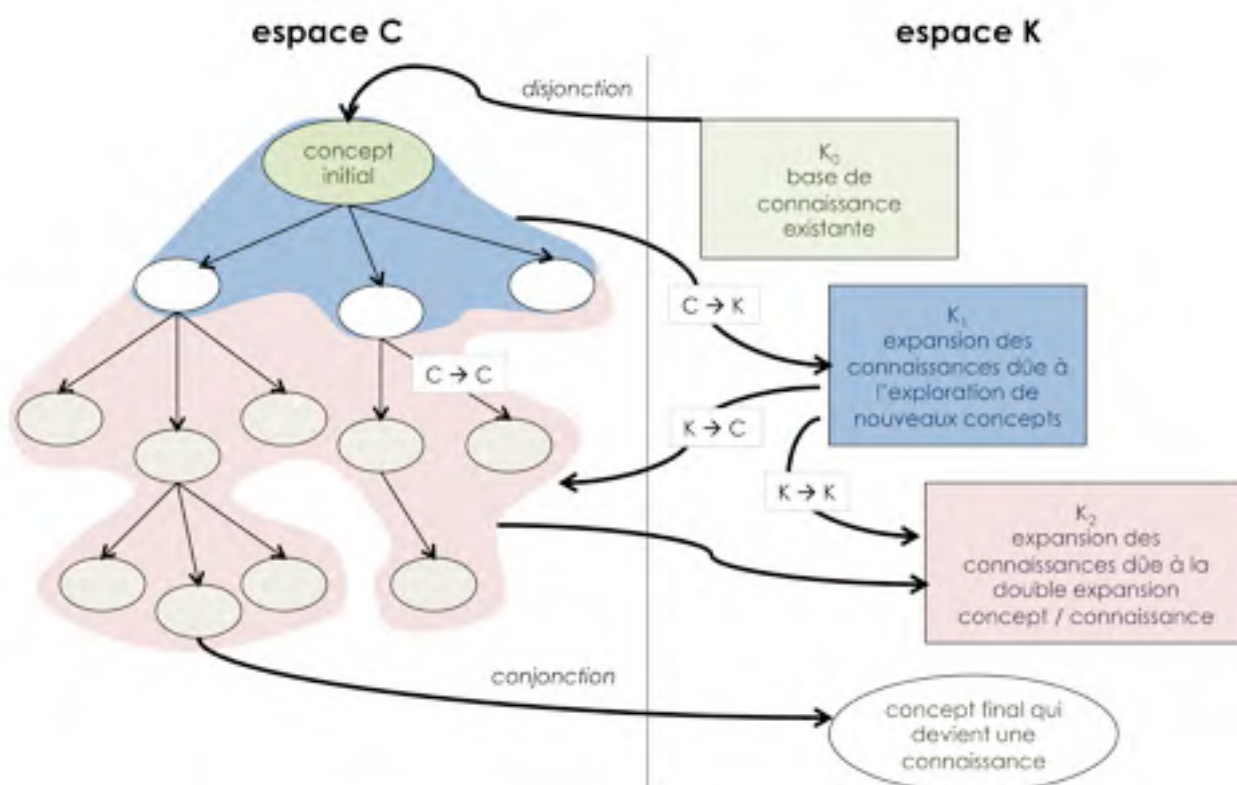 espace C
espace K
disjonction
concept
initial
K₀
base de
connaissance
existante
C → K
K₁
expansion des
connaissances dûe à
l'exploration de
nouveaux concepts
C → C
K → C
K → K
K₂
expansion des
connaissances dûe à la
double expansion
concept / connaissance
conjonction
concept final qui
devient une
connaissance